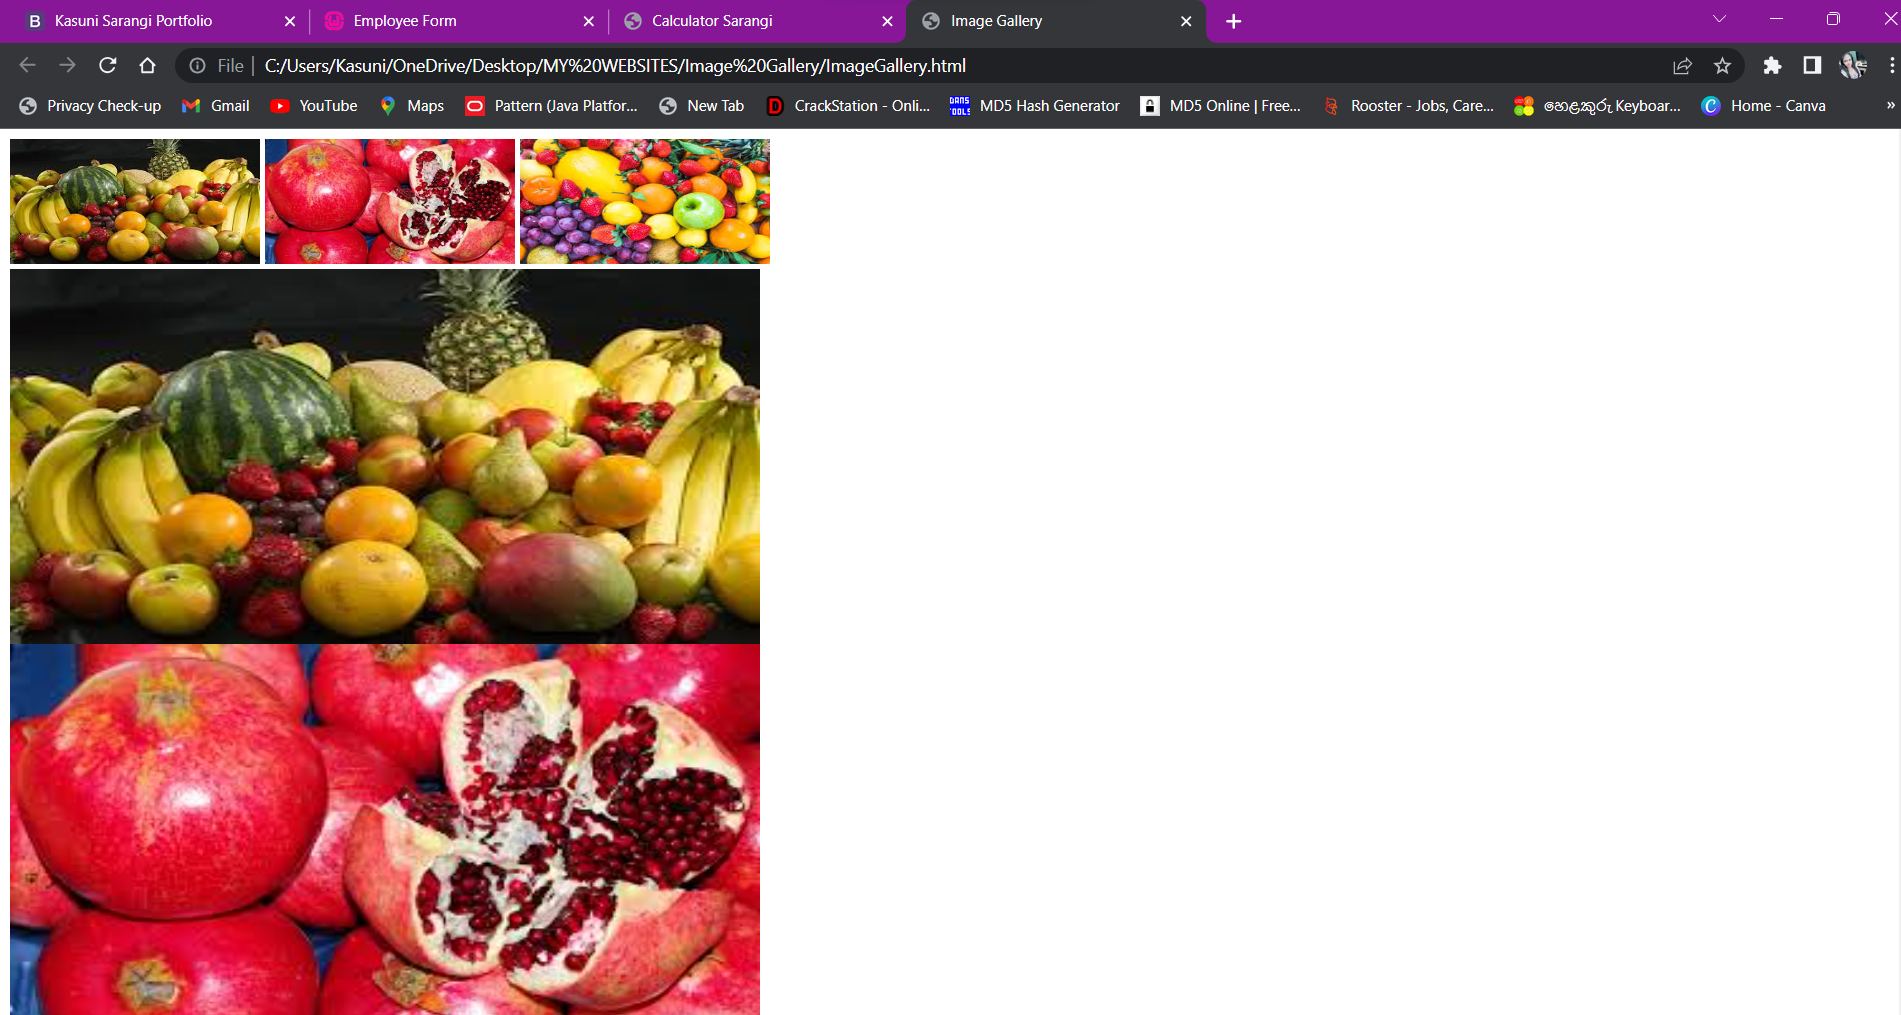 Kasuni Sarangi Portfolio Employee Form Calculator Sarangi Image Gallery
File C:/Users/Kasuni/OneDrive/Desktop/MY%20WEBSITES/Image%20Gallery/ImageGallery.html
Privacy Check-up Gmail YouTube Maps Pattern (Java Platfor... New Tab CrackStation - Onli... MD5 Hash Generator MD5 Online | Free... Rooster - Jobs, Care... හෙළකුරු Keyboar... Home - Canva »